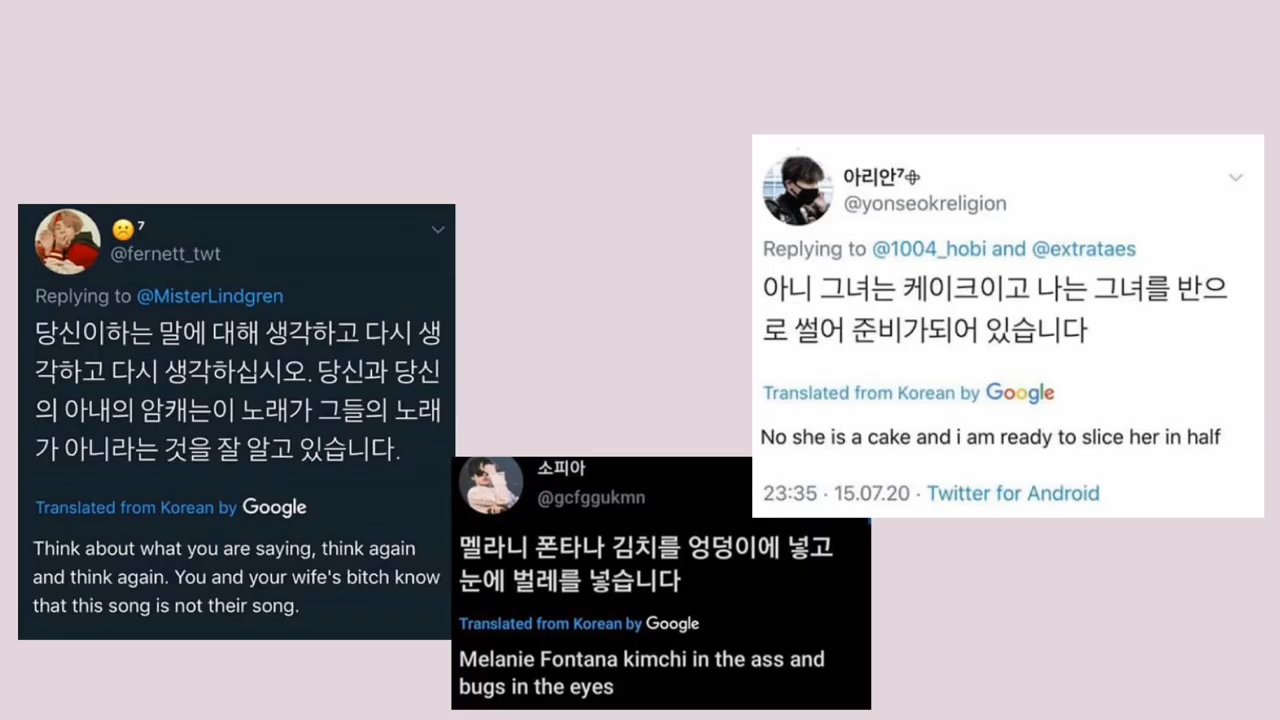 🙁⁷
@fernett_twt
Replying to @MisterLindgren
당신이하는 말에 대해 생각하고 다시 생
각하고 다시 생각하십시오. 당신과 당신
의 아내의 암캐는이 노래가 그들의 노래
가 아니라는 것을 잘 알고 있습니다.
Translated from Korean by Google
Think about what you are saying, think again
and think again. You and your wife's bitch know
that this song is not their song.
소피아
@gcfggukmn
멜라니 폰타나 김치를 엉덩이에 넣고
눈에 벌레를 넣습니다
Translated from Korean by Google
Melanie Fontana kimchi in the ass and
bugs in the eyes
아리안⁷
@yonseokreligion
Replying to @1004_hobi and @extrataes
아니 그녀는 케이크이고 나는 그녀를 반으
로 썰어 준비가되어 있습니다
Translated from Korean by Google
No she is a cake and i am ready to slice her in half
23:35 · 15.07.20 · Twitter for Android